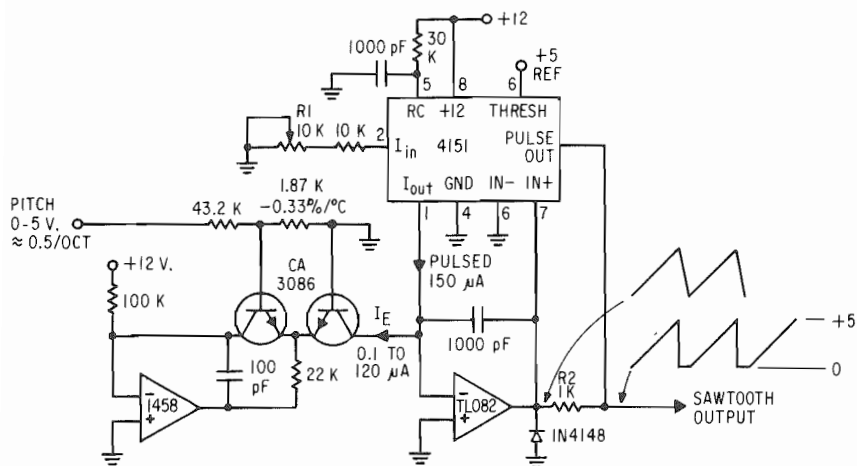 +12
1000 pF
30
K
+5
REF
5
8
6
RC
+12
THRESH
R1
10 K
10 K
2
I in
4151
PULSE
OUT
I out
GND
IN-
IN+
1
4
6
7
PITCH
0-5 V.
≈ 0.5/OCT
43.2 K
1.87 K
-0.33%/°C
+12 V.
100 K
CA
3086
PULSED
150 µA
I E
0.1 TO
120 µA
1000 pF
100
pF
22 K
1458
TL082
R2
1K
1N4148
+5
0
SAWTOOTH
OUTPUT